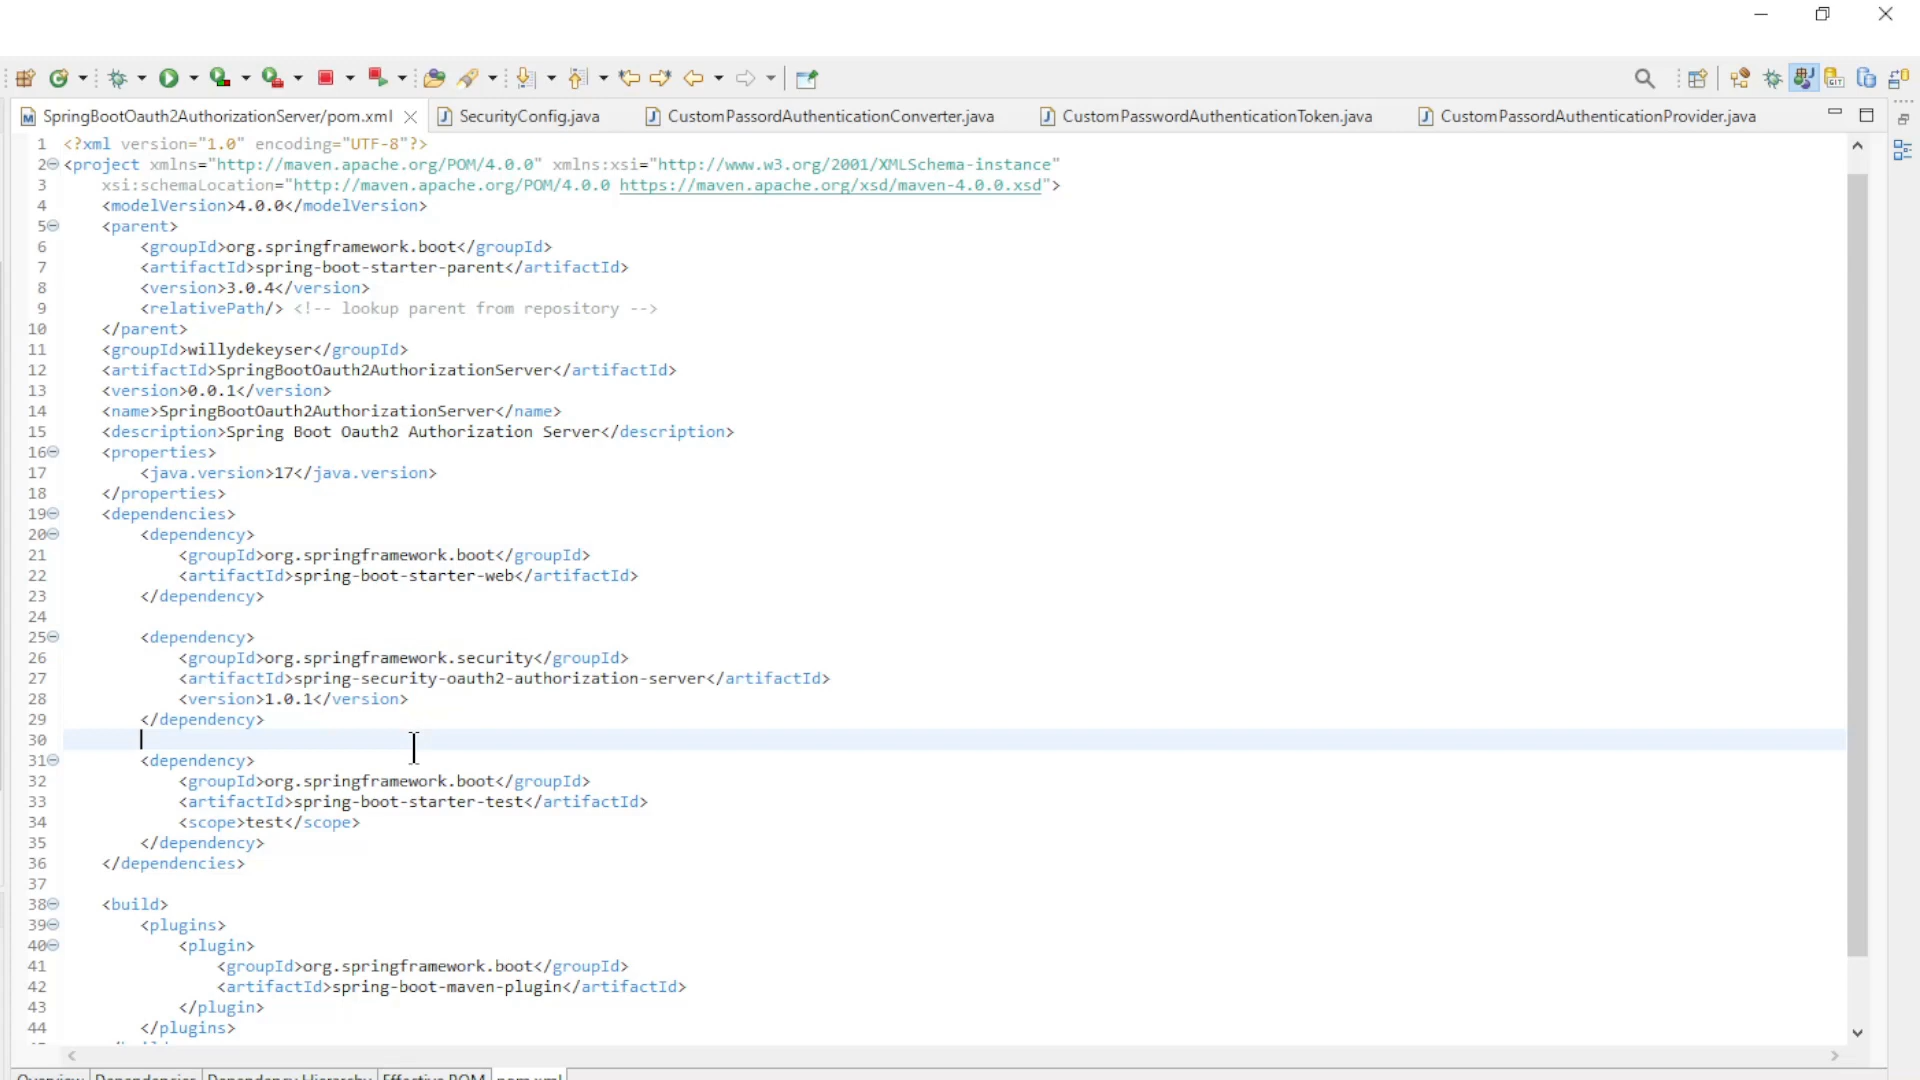 SpringBootOauth2AuthorizationServer/pom.xml
SecurityConfig.java
CustomPassordAuthenticationConverter.java
CustomPasswordAuthenticationToken.java
CustomPassordAuthenticationProvider.java
1 <?xml version="1.0" encoding="UTF-8"?>
2 <project xmlns="http://maven.apache.org/POM/4.0.0" xmlns:xsi="http://www.w3.org/2001/XMLSchema-instance"
3 xsi:schemaLocation="http://maven.apache.org/POM/4.0.0 https://maven.apache.org/xsd/maven-4.0.0.xsd">
4 <modelVersion>4.0.0</modelVersion>
5 <parent>
6 <groupId>org.springframework.boot</groupId>
7 <artifactId>spring-boot-starter-parent</artifactId>
8 <version>3.0.4</version>
9 <relativePath/> <!-- lookup parent from repository -->
10 </parent>
11 <groupId>willydekeyser</groupId>
12 <artifactId>SpringBootOauth2AuthorizationServer</artifactId>
13 <version>0.0.1</version>
14 <name>SpringBootOauth2AuthorizationServer</name>
15 <description>Spring Boot Oauth2 Authorization Server</description>
16 <properties>
17 <java.version>17</java.version>
18 </properties>
19 <dependencies>
20 <dependency>
21 <groupId>org.springframework.boot</groupId>
22 <artifactId>spring-boot-starter-web</artifactId>
23 </dependency>
24
25 <dependency>
26 <groupId>org.springframework.security</groupId>
27 <artifactId>spring-security-oauth2-authorization-server</artifactId>
28 <version>1.0.1</version>
29 </dependency>
30
31 <dependency>
32 <groupId>org.springframework.boot</groupId>
33 <artifactId>spring-boot-starter-test</artifactId>
34 <scope>test</scope>
35 </dependency>
36 </dependencies>
37
38 <build>
39 <plugins>
40 <plugin>
41 <groupId>org.springframework.boot</groupId>
42 <artifactId>spring-boot-maven-plugin</artifactId>
43 </plugin>
44 </plugins>
Overview Dependencies Dependency Hierarchy Effective POM pom.xml